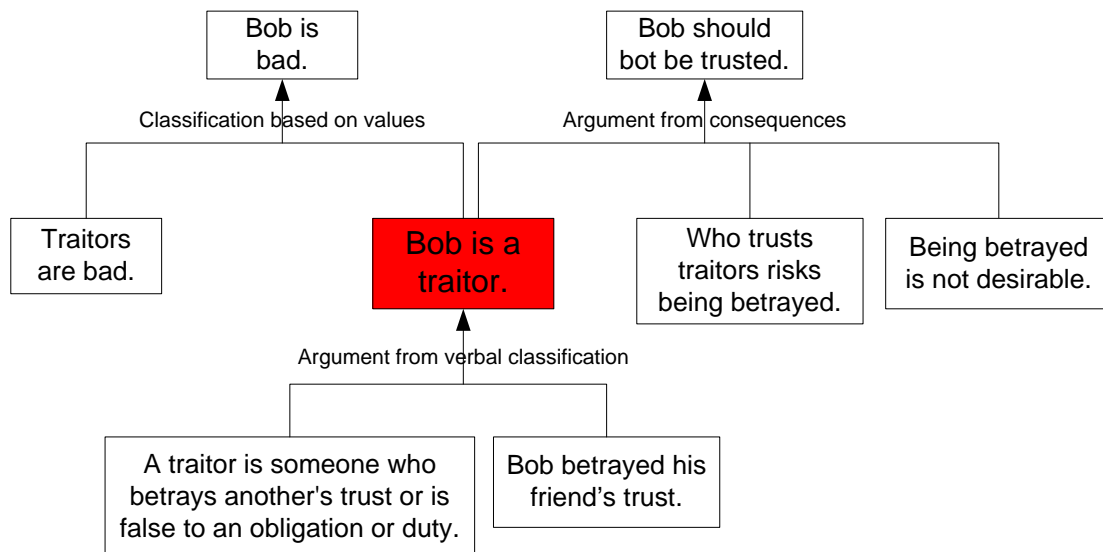 Bob is
bad.
Bob should
bot be trusted.
Classification based on values
Argument from consequences
Traitors
are bad.
Bob is a
traitor.
Who trusts
traitors risks
being betrayed.
Being betrayed
is not desirable.
Argument from verbal classification
A traitor is someone who
betrays another's trust or is
false to an obligation or duty.
Bob betrayed his
friend’s trust.